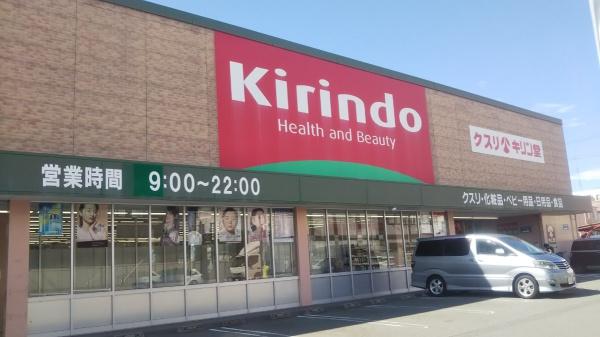 Kirindo
Health and Beauty
クスリ キリン堂
営業時間 9:00～22:00
クスリ・化粧品・ベビー用品・日用品・食品